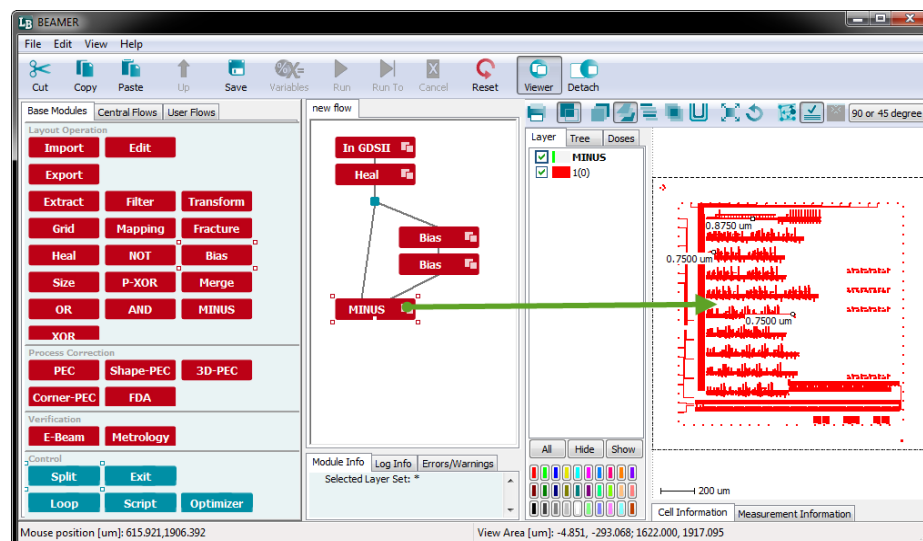 LB BEAMER
File Edit View Help
Cut Copy Paste Up Save Variables Run Run To Cancel Reset Viewer Detach
Base Modules Central Flows User Flows
new flow
90 or 45 degree
Layout Operation
Import Edit
Export
Extract Filter Transform
Grid Mapping Fracture
Heal NOT Bias
Size P-XOR Merge
OR AND MINUS
XOR
Process Correction
PEC Shape-PEC 3D-PEC
Corner-PEC FDA
Verification
E-Beam Metrology
Control
Split Exit
Loop Script Optimizer
In GDSII
Heal
Bias
Bias
MINUS
Module Info Log Info Errors/Warnings
Selected Layer Set: *
Layer Tree Doses
MINUS
1(0)
All Hide Show
0.8750 um
0.7500 um
0.7500 um
200 um
Cell Information Measurement Information
Mouse position [um]: 615.921,1906.392
View Area [um]: -4.851, -293.068; 1622.000, 1917.095